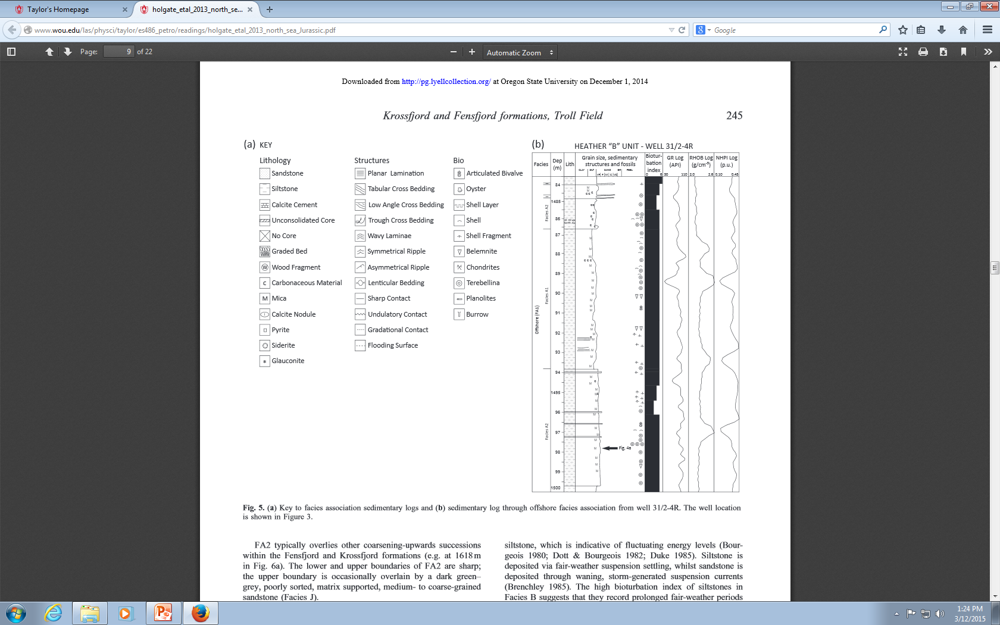 Taylor's Homepage
holgate_etal_2013_north_se...
www.wou.edu/las/physci/taylor/es486_petro/readings/holgate_etal_2013_north_sea_Jurassic.pdf
Google
Page: 9 of 22
Automatic Zoom
Downloaded from http://pg.lyellcollection.org/ at Oregon State University on December 1, 2014
Krossfjord and Fensfjord formations, Troll Field 245
(a) KEY
Lithology
Sandstone
Siltstone
Calcite Cement
Unconsolidated Core
No Core
Graded Bed
W Wood Fragment
c Carbonaceous Material
M Mica
Calcite Nodule
Pyrite
Siderite
Glauconite
Structures
Planar Lamination
Tabular Cross Bedding
Low Angle Cross Bedding
Trough Cross Bedding
Wavy Laminae
Symmetrical Ripple
Asymmetrical Ripple
Lenticular Bedding
Sharp Contact
Undulatory Contact
Gradational Contact
Flooding Surface
Bio
Articulated Bivalve
Oyster
Shell Layer
Shell
Shell Fragment
Belemnite
Chondrites
Terebellina
Planolites
Burrow
(b) HEATHER “B” UNIT - WELL 31/2-4R
Facies
Dep
(m)
Lith
Grain size, sedimentary
structures and fossils
CLAY SILT SAND GR PEBL
VF F M C VC
Biotur-
bation
index
0 6
GR Log
(API)
50 110
RHOB Log
(g/cm-3)
2.0 2.8
NHPI Log
(p.u.)
0.10 0.45
Offshore (FA1)
Facies A2
Facies A1
Facies A2
84
1485
86
87
88
89
90
91
92
93
94
1495
96
97
98
99
1500
Fig. 4a
Fig. 5. (a) Key to facies association sedimentary logs and (b) sedimentary log through offshore facies association from well 31/2-4R. The well location
is shown in Figure 3.
FA2 typically overlies other coarsening-upwards successions
within the Fensfjord and Krossfjord formations (e.g. at 1618 m
in Fig. 6a). The lower and upper boundaries of FA2 are sharp;
the upper boundary is occasionally overlain by a dark green–
grey, poorly sorted, matrix supported, medium- to coarse-grained
sandstone (Facies J).
siltstone, which is indicative of fluctuating energy levels (Bour-
geois 1980; Dott & Bourgeois 1982; Duke 1985). Siltstone is
deposited via fair-weather suspension settling, whilst sandstone is
deposited through waning, storm-generated suspension currents
(Brenchley 1985). The high bioturbation index of siltstones in
Facies B suggests that they record prolonged fair-weather periods
1:24 PM
3/12/2015